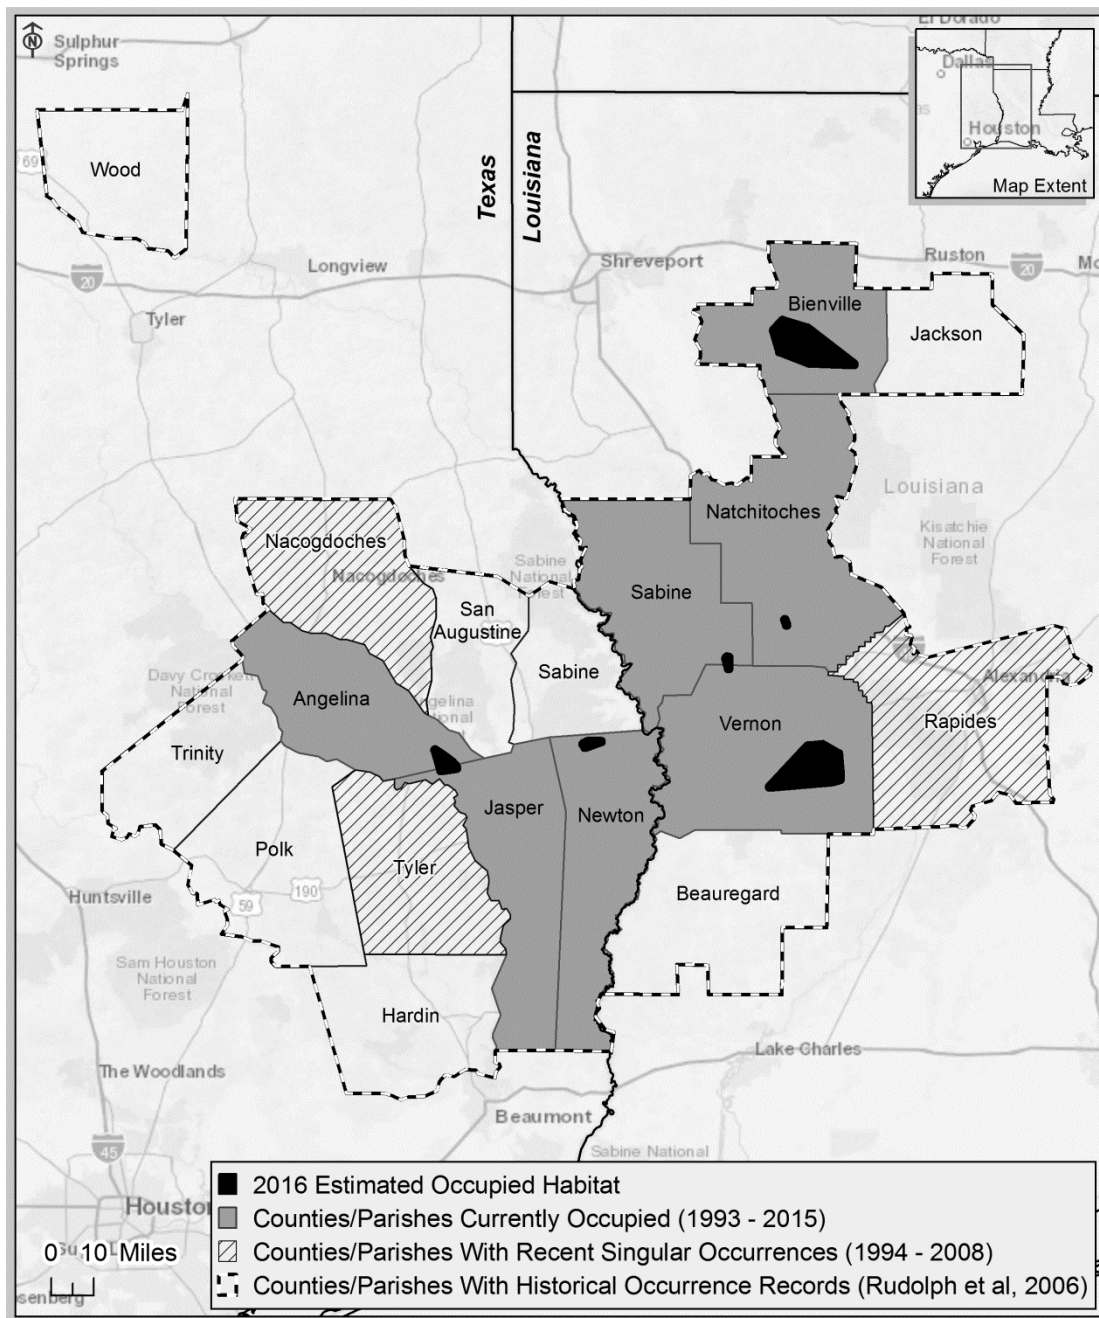 N
Sulphur
Springs
El Dorado
Dallas
Houston
Map Extent
Texas
Louisiana
69
Wood
Longview
Shreveport
Ruston
20
20
Tyler
Bienville
Jackson
Louisiana
Natchitoches
Kisatchie
National
Forest
Nacogdoches
Nacogdoches
Sabine
National
Forest
Sabine
San
Augustine
Sabine
Davy Crockett
National
Forest
Angelina
Angelina
National
Forest
Alexandria
Rapides
Vernon
Trinity
Jasper
Newton
Polk
Tyler
Beauregard
Huntsville
190
59
Sam Houston
National
Forest
Hardin
Lake Charles
The Woodlands
Beaumont
Sabine National
45
Houston
2016 Estimated Occupied Habitat
Counties/Parishes Currently Occupied (1993 - 2015)
Counties/Parishes With Recent Singular Occurrences (1994 - 2008)
Counties/Parishes With Historical Occurrence Records (Rudolph et al, 2006)
0 10 Miles